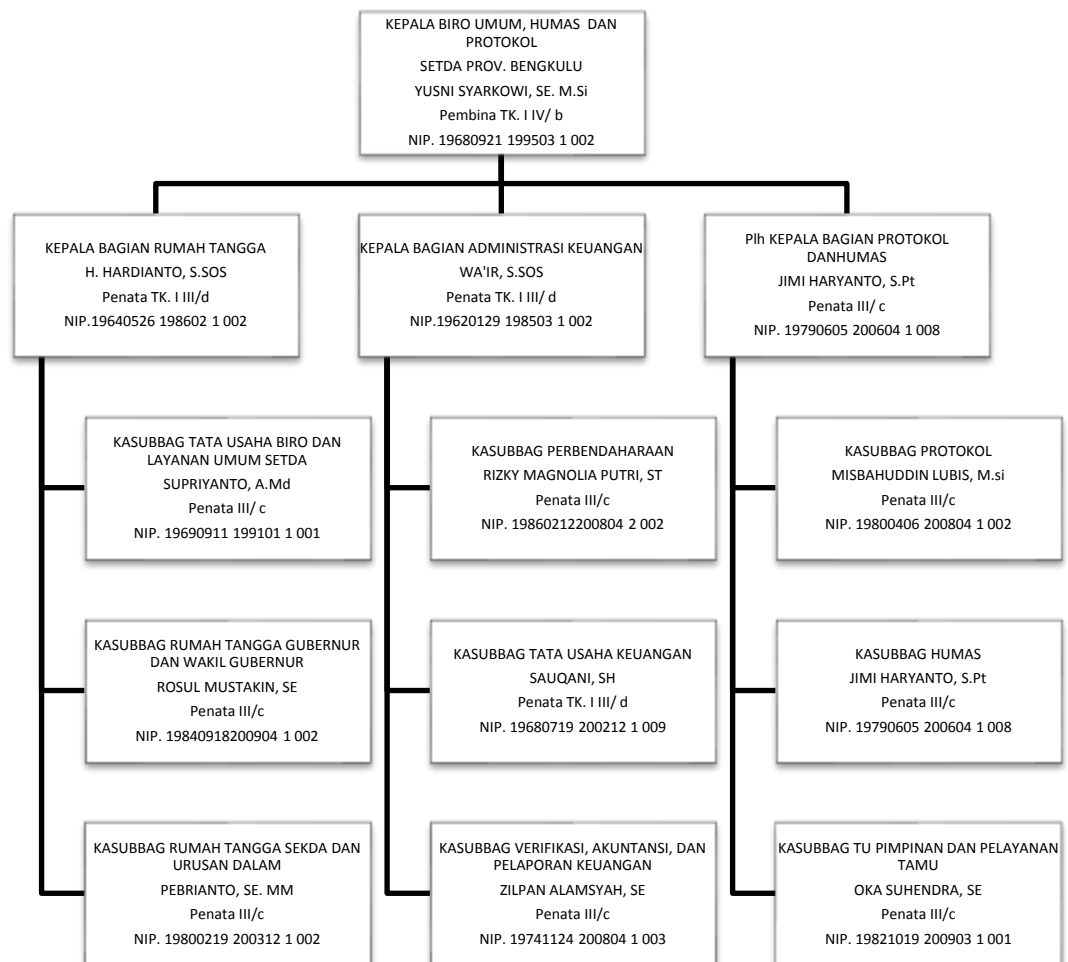 KEPALA BIRO UMUM, HUMAS DAN
PROTOKOL
SETDA PROV. BENGKULU
YUSNI SYARKOWI, SE. M.Si
Pembina TK. I IV/ b
NIP. 19680921 199503 1 002
KEPALA BAGIAN RUMAH TANGGA
H. HARDIANTO, S.SOS
Penata TK. I III/d
NIP.19640526 198602 1 002
KEPALA BAGIAN ADMINISTRASI KEUANGAN
WA'IR, S.SOS
Penata TK. I III/ d
NIP.19620129 198503 1 002
Plh KEPALA BAGIAN PROTOKOL
DANHUMAS
JIMI HARYANTO, S.Pt
Penata III/ c
NIP. 19790605 200604 1 008
KASUBBAG TATA USAHA BIRO DAN
LAYANAN UMUM SETDA
SUPRIYANTO, A.Md
Penata III/ c
NIP. 19690911 199101 1 001
KASUBBAG PERBENDAHARAAN
RIZKY MAGNOLIA PUTRI, ST
Penata III/c
NIP. 19860212200804 2 002
KASUBBAG PROTOKOL
MISBAHUDDIN LUBIS, M.si
Penata III/c
NIP. 19800406 200804 1 002
KASUBBAG RUMAH TANGGA GUBERNUR
DAN WAKIL GUBERNUR
ROSUL MUSTAKIN, SE
Penata III/c
NIP. 19840918200904 1 002
KASUBBAG TATA USAHA KEUANGAN
SAUQANI, SH
Penata TK. I III/ d
NIP. 19680719 200212 1 009
KASUBBAG HUMAS
JIMI HARYANTO, S.Pt
Penata III/c
NIP. 19790605 200604 1 008
KASUBBAG RUMAH TANGGA SEKDA DAN
URUSAN DALAM
PEBRIANTO, SE. MM
Penata III/c
NIP. 19800219 200312 1 002
KASUBBAG VERIFIKASI, AKUNTANSI, DAN
PELAPORAN KEUANGAN
ZILPAN ALAMSYAH, SE
Penata III/c
NIP. 19741124 200804 1 003
KASUBBAG TU PIMPINAN DAN PELAYANAN
TAMU
OKA SUHENDRA, SE
Penata III/c
NIP. 19821019 200903 1 001